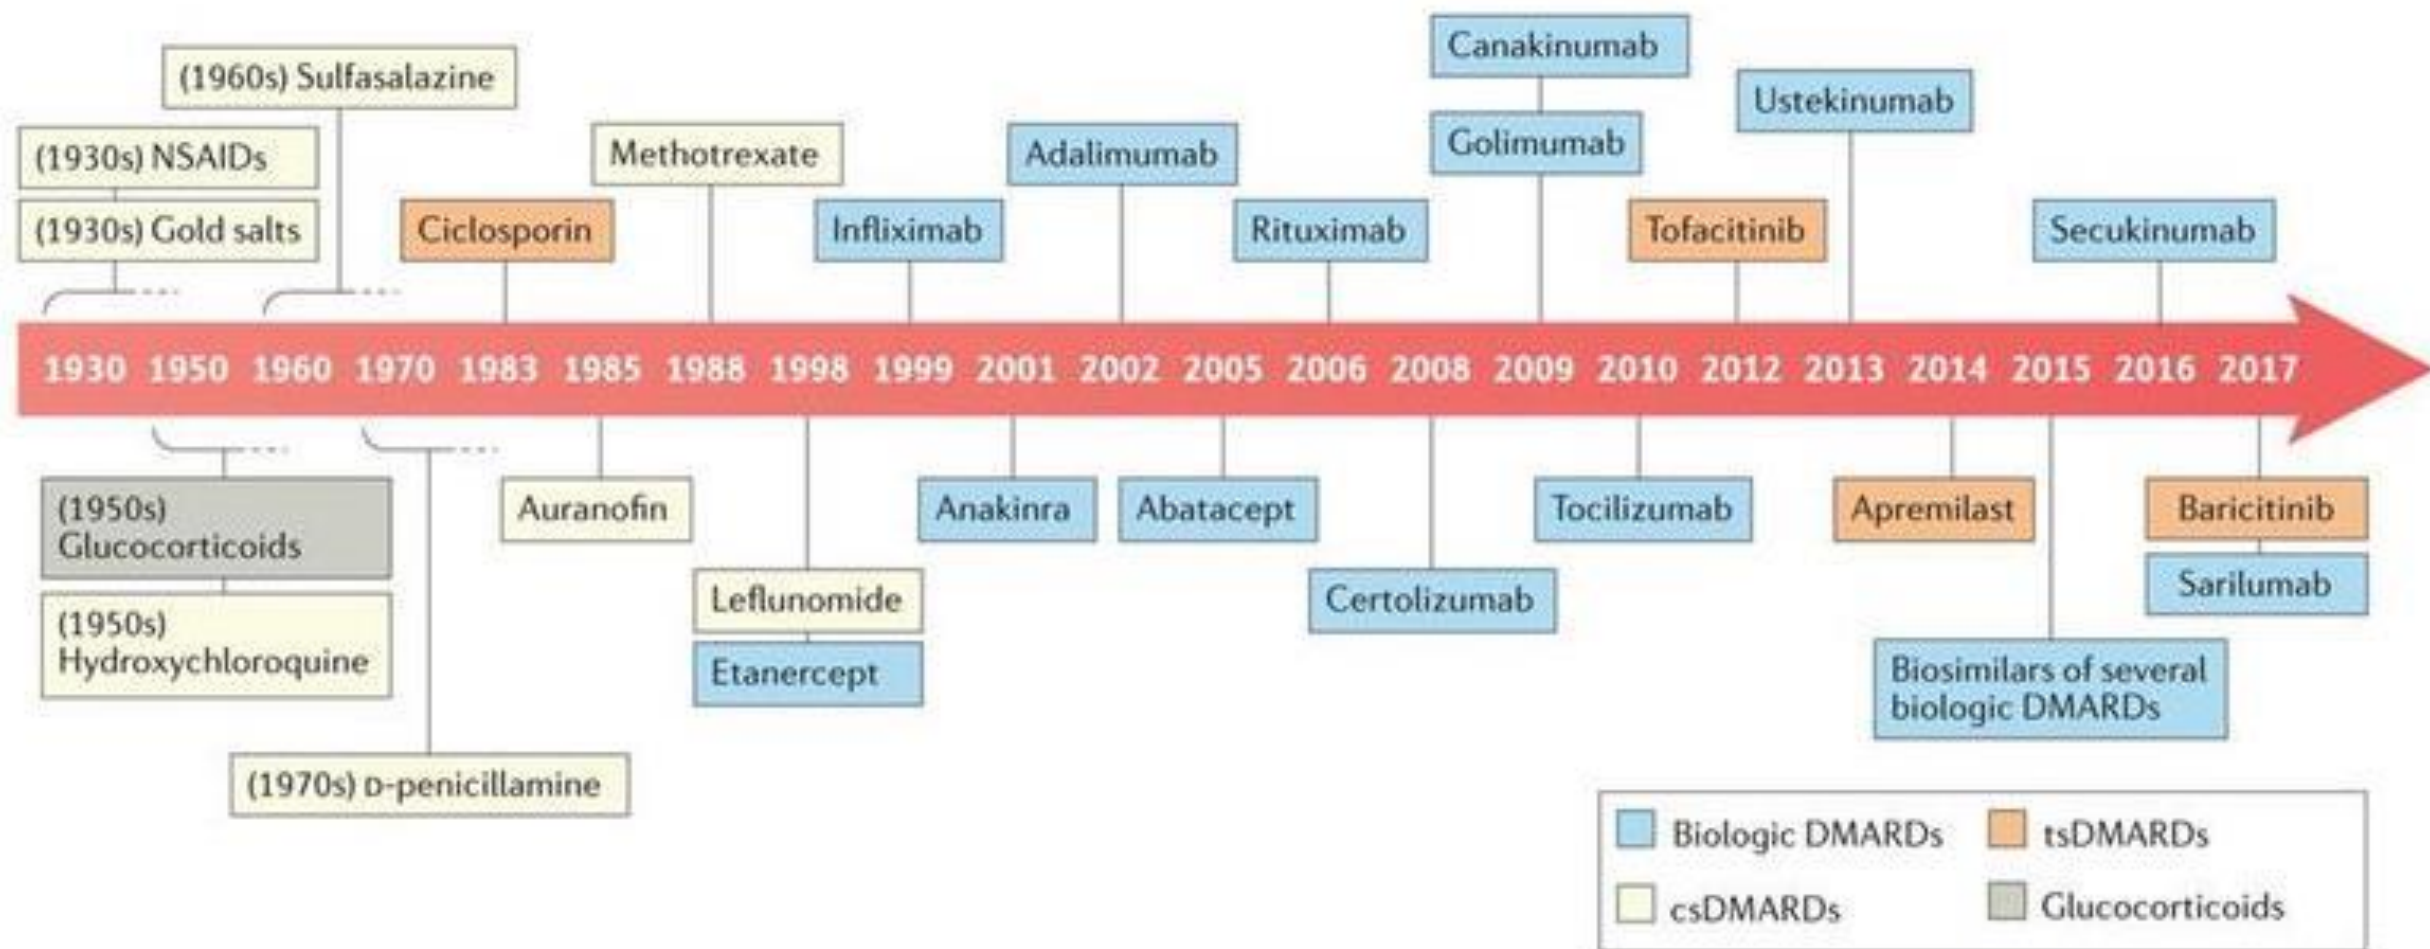 Canakinumab
(1960s) Sulfasalazine
Ustekinumab
Golimumab
(1930s) NSAIDs
Methotrexate
Adalimumab
(1930s) Gold salts
Ciclosporin
Infliximab
Rituximab
Tofacitinib
Secukinumab
1930 1950 1960 1970 1983 1985 1988 1998 1999 2001 2002 2005 2006 2008 2009 2010 2012 2013 2014 2015 2016 2017
(1950s)
Glucocorticoids
Auranofin
Anakinra
Abatacept
Tocilizumab
Apremilast
Baricitinib
Sarilumab
Leflunomide
Certolizumab
(1950s)
Hydroxychloroquine
Etanercept
Biosimilars of several
biologic DMARDs
(1970s) D-penicillamine
Biologic DMARDs
tsDMARDs
csDMARDs
Glucocorticoids